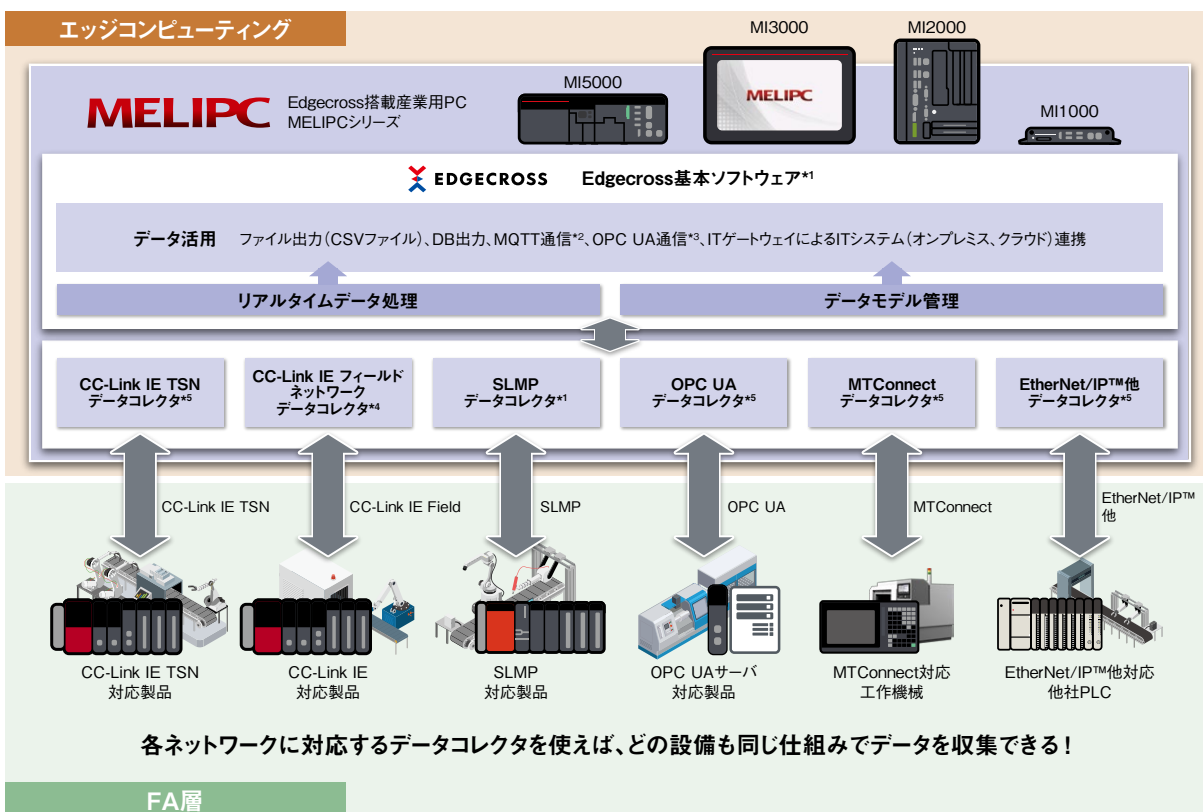 エッジコンピューティング
MI3000
MI2000
MI5000
MI1000
MELIPC
Edgecross搭載産業用PC
MELIPCシリーズ
MELIPC
EDGECROSS
Edgecross基本ソフトウェア*1
データ活用
ファイル出力(CSVファイル)、DB出力、MQTT通信*2、OPC UA通信*3、ITゲートウェイによるITシステム(オンプレミス、クラウド)連携
リアルタイムデータ処理
データモデル管理
CC-Link IE TSN
データコレクタ*5
CC-Link IE フィールド
ネットワーク
データコレクタ*4
SLMP
データコレクタ*1
OPC UA
データコレクタ*5
MTConnect
データコレクタ*5
EtherNet/IP™他
データコレクタ*5
CC-Link IE TSN
CC-Link IE Field
SLMP
OPC UA
MTConnect
EtherNet/IP™
他
CC-Link IE TSN
対応製品
CC-Link IE
対応製品
SLMP
対応製品
OPC UAサーバ
対応製品
MTConnect対応
工作機械
EtherNet/IP™他対応
他社PLC
各ネットワークに対応するデータコレクタを使えば、どの設備も同じ仕組みでデータを収集できる!
FA層